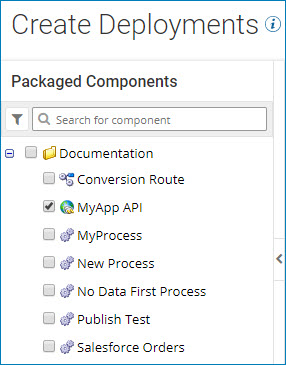 Create Deployments
Packaged Components
Search for component
Documentation
Conversion Route
MyApp API
MyProcess
New Process
No Data First Process
Publish Test
Salesforce Orders